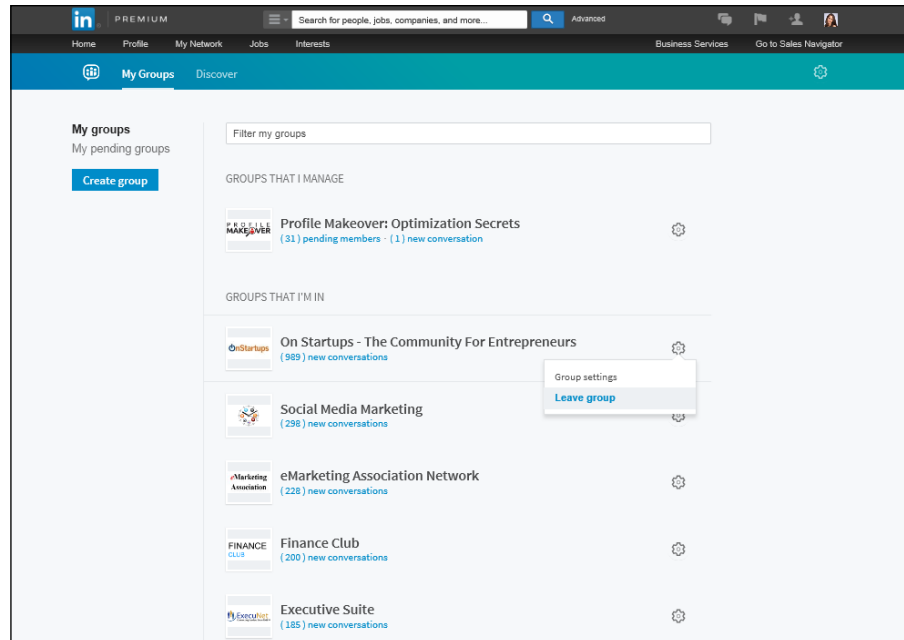 in PREMIUM Search for people, jobs, companies, and more... Advanced
Home Profile My Network Jobs Interests Business Services Go to Sales Navigator
My Groups Discover
My groups
My pending groups
Create group
Filter my groups
GROUPS THAT I MANAGE
PROFILE
MAKEOVER
Profile Makeover: Optimization Secrets
( 31 ) pending members · ( 1 ) new conversation
GROUPS THAT I'M IN
OnStartups
On Startups - The Community For Entrepreneurs
( 989 ) new conversations
Group settings
Leave group
Social Media Marketing
( 298 ) new conversations
eMarketing
Association
eMarketing Association Network
( 228 ) new conversations
FINANCE
CLUB
Finance Club
( 200 ) new conversations
ExecuNet
Executive Suite
( 185 ) new conversations